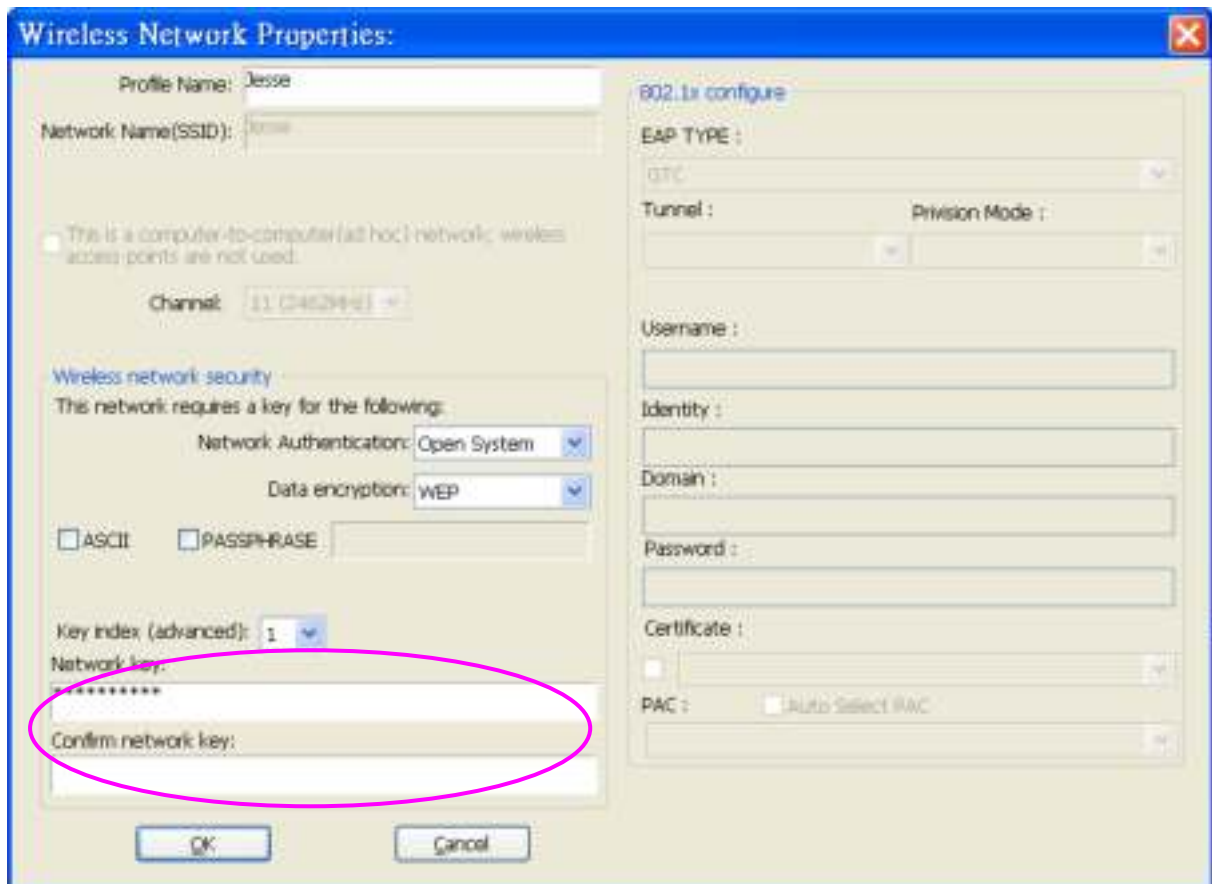 Wireless Network Properties:
Profile Name: Jesse
Network Name(SSID): Jesse
This is a computer-to-computer(ad hoc) network; wireless
access points are not used.
Channel: 11 (2462MHz)
Wireless network security
This network requires a key for the following:
Network Authentication: Open System
Data encryption: WEP
ASCII PASSPHRASE
Key index (advanced): 1
Network key:
**********
Confirm network key:
OK Cancel
802.1x configure
EAP TYPE :
GTC
Tunnel : Privision Mode :
Username :
Identity :
Domain :
Password :
Certificate :
PAC : Auto Select PAC